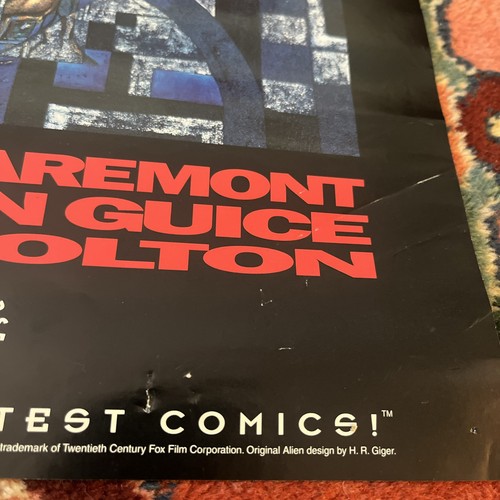 AREMONT
N GUICE
OLTON
TEST COMICS!™
trademark of Twentieth Century Fox Film Corporation. Original Alien design by H. R. Giger.